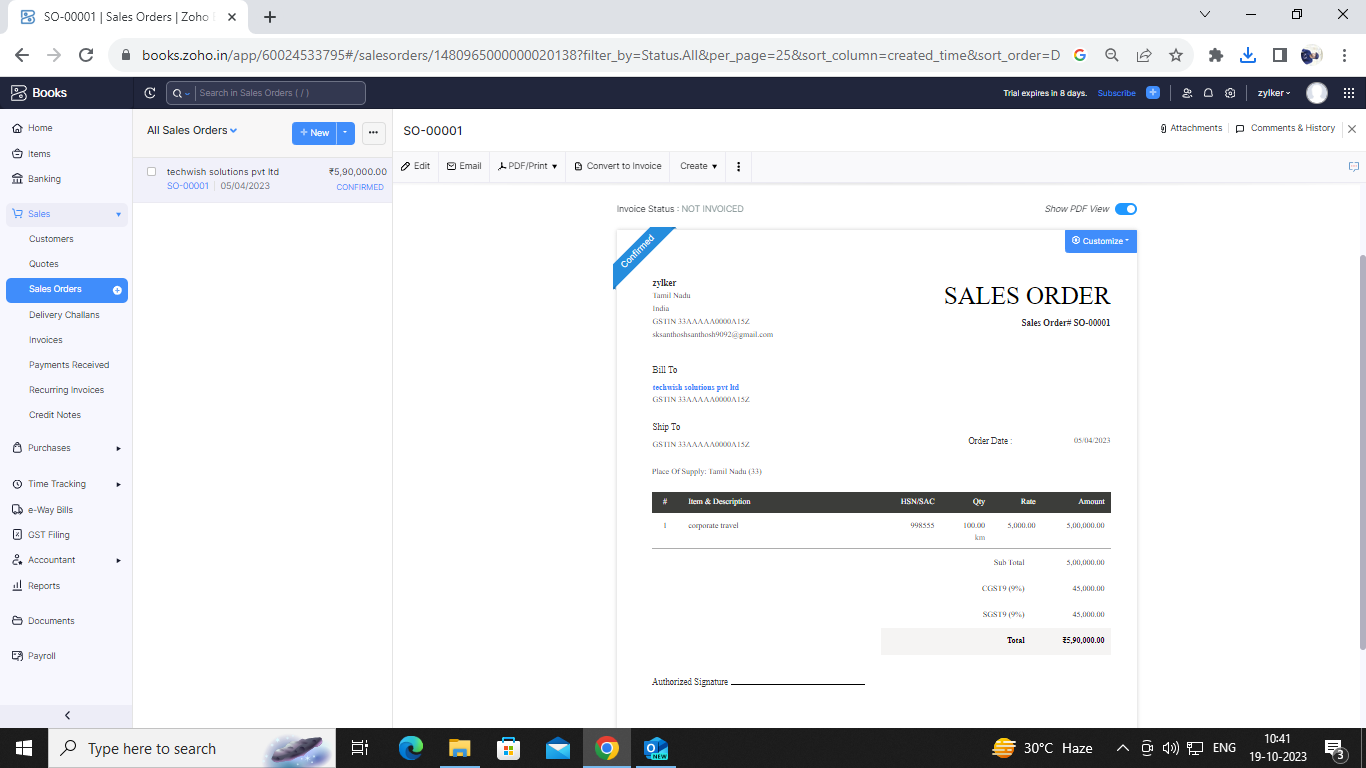 SO-00001 | Sales Orders | Zoho
books.zoho.in/app/60024533795#/salesorders/1480965000000020138?filter_by=Status.All&per_page=25&sort_column=created_time&sort_order=D
Books
Search in Sales Orders ( / )
Trial expires in 8 days. Subscribe
zylker
Home
Items
Banking
Sales
Customers
Quotes
Sales Orders
Delivery Challans
Invoices
Payments Received
Recurring Invoices
Credit Notes
Purchases
Time Tracking
e-Way Bills
GST Filing
Accountant
Reports
Documents
Payroll
All Sales Orders
+ New
techwish solutions pvt ltd ₹5,90,000.00
SO-00001 | 05/04/2023 CONFIRMED
SO-00001
Attachments
Comments & History
Edit Email PDF/Print Convert to Invoice Create
Invoice Status : NOT INVOICED
Show PDF View
Confirmed
Customize
zylker
Tamil Nadu
India
GSTIN 33AAAAA0000A15Z
sksanthoshsanthosh9092@gmail.com
SALES ORDER
Sales Order# SO-00001
Bill To
techwish solutions pvt ltd
GSTIN 33AAAAA0000A15Z
Ship To
GSTIN 33AAAAA0000A15Z
Order Date : 05/04/2023
Place Of Supply: Tamil Nadu (33)
# Item & Description HSN/SAC Qty Rate Amount
1 corporate travel 998555 100.00 5,000.00 5,00,000.00
km
Sub Total 5,00,000.00
CGST9 (9%) 45,000.00
SGST9 (9%) 45,000.00
Total ₹5,90,000.00
Authorized Signature
Type here to search
NEW
30°C Haze
ENG
10:41
19-10-2023
3